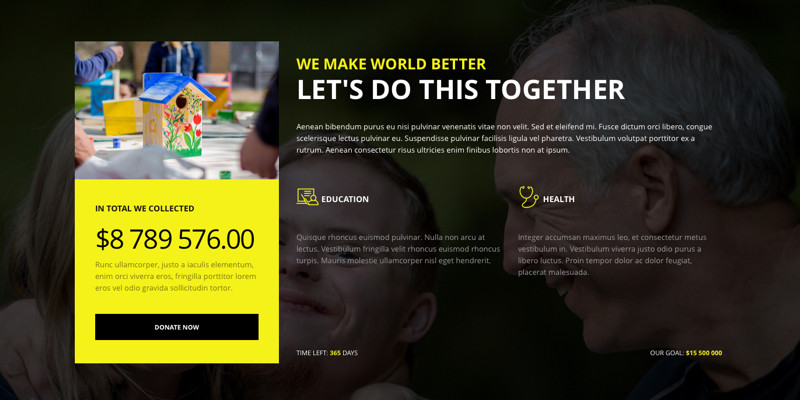 WE MAKE WORLD BETTER
LET'S DO THIS TOGETHER
Aenean bibendum purus eu nisi pulvinar venenatis vitae non velit. Sed et eleifend mi. Fusce dictum orci libero, congue
scelerisque lectus pulvinar eu. Suspendisse pulvinar facilisis ligula vel pharetra. Vestibulum volutpat porttitor ex a
rutrum. Aenean consectetur risus ultricies enim finibus lobortis non at ipsum.
IN TOTAL WE COLLECTED
$8 789 576.00
Runc ullamcorper, justo a iaculis elementum,
enim orci viverra eros, fringilla porttitor lorem
eros vel odio gravida sollicitudin tortor.
DONATE NOW
EDUCATION
Quisque rhoncus euismod pulvinar. Nulla non arcu at
lectus. Vestibulum fringilla velit rhoncus euismod rhoncus
turpis. Mauris molestie ullamcorper nisl eget hendrerit.
HEALTH
Integer accumsan maximus leo, et consectetur metus
vestibulum in. Vestibulum viverra justo odio purus a
libero luctus. Proin tempor dolor ac dolor feugiat,
placerat malesuada.
TIME LEFT: 365 DAYS
OUR GOAL: $15 500 000